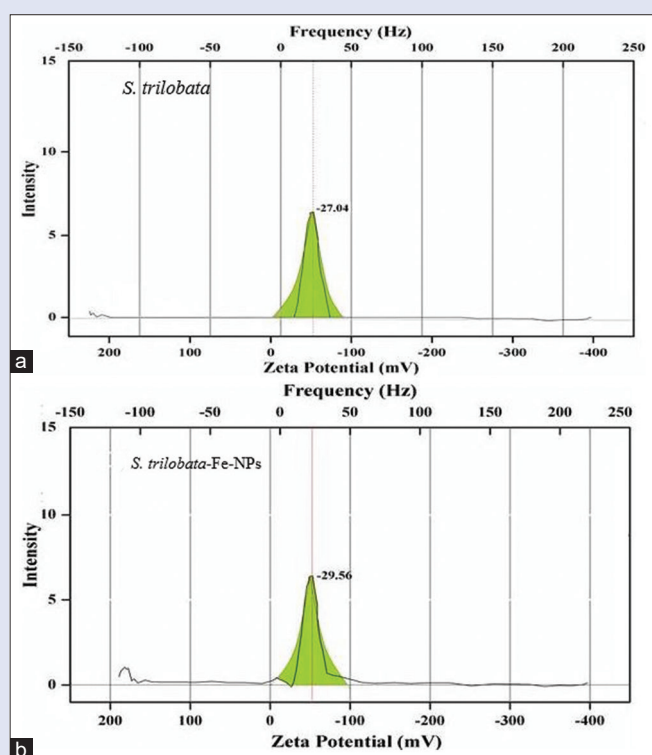 Frequency (Hz)
-150 -100 -50 0 50 100 150 200 250
15
S. trilobata
10
Intensity
-27.04
5
0
200 100 0 -100 -200 -300 -400
Zeta Potential (mV)
a
Frequency (Hz)
-150 -100 -50 0 50 100 150 200 250
15
S. trilobata-Fe-NPs
10
Intensity
-29.56
5
0
200 100 0 -100 -200 -300 -400
Zeta Potential (mV)
b